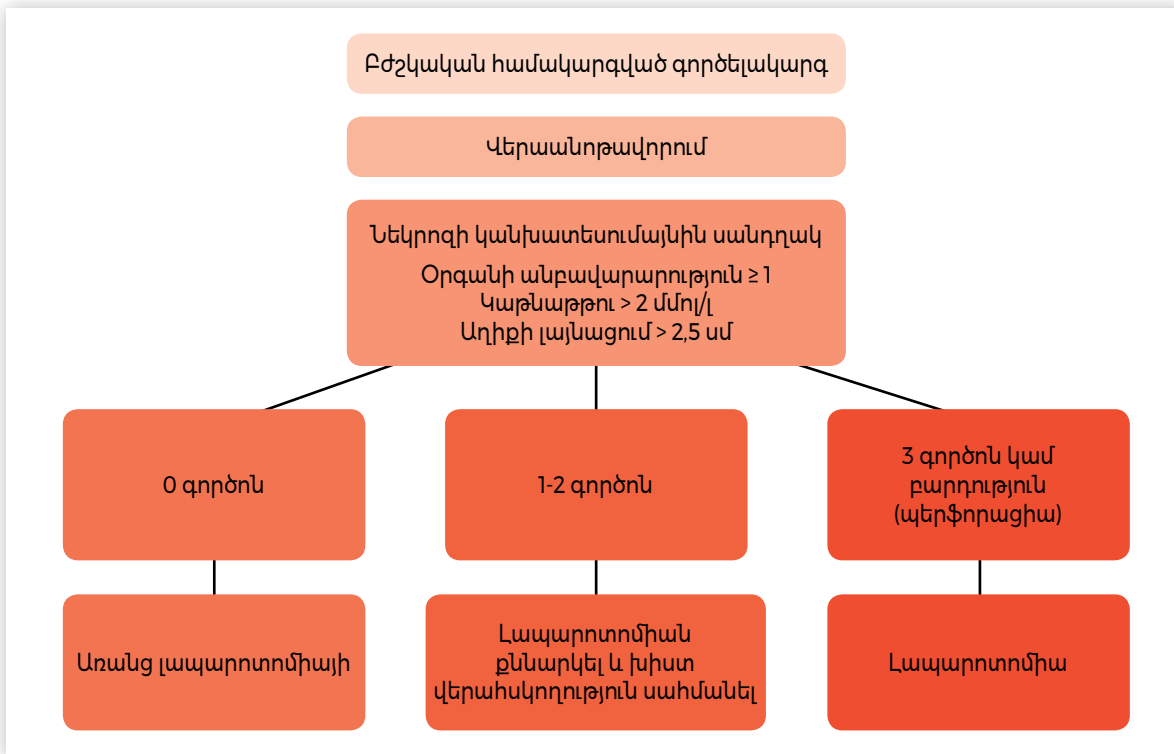 Բժշկական համակարգված գործելակարգ
Վերաանոթավորում
Նեկրոզի կանխատեսումայնին սանդղակ
Օրգանի անբավարարություն ≥ 1
Կաթնաթթու > 2 մմոլ/լ
Աղիքի լայնացում > 2,5 սմ
0 գործոն
1-2 գործոն
3 գործոն կամ
բարդություն
(պերֆորացիա)
Առանց լապարոտոմիայի
Լապարոտոմիան
քննարկել և խիստ
վերահսկողություն սահմանել
Լապարոտոմիա